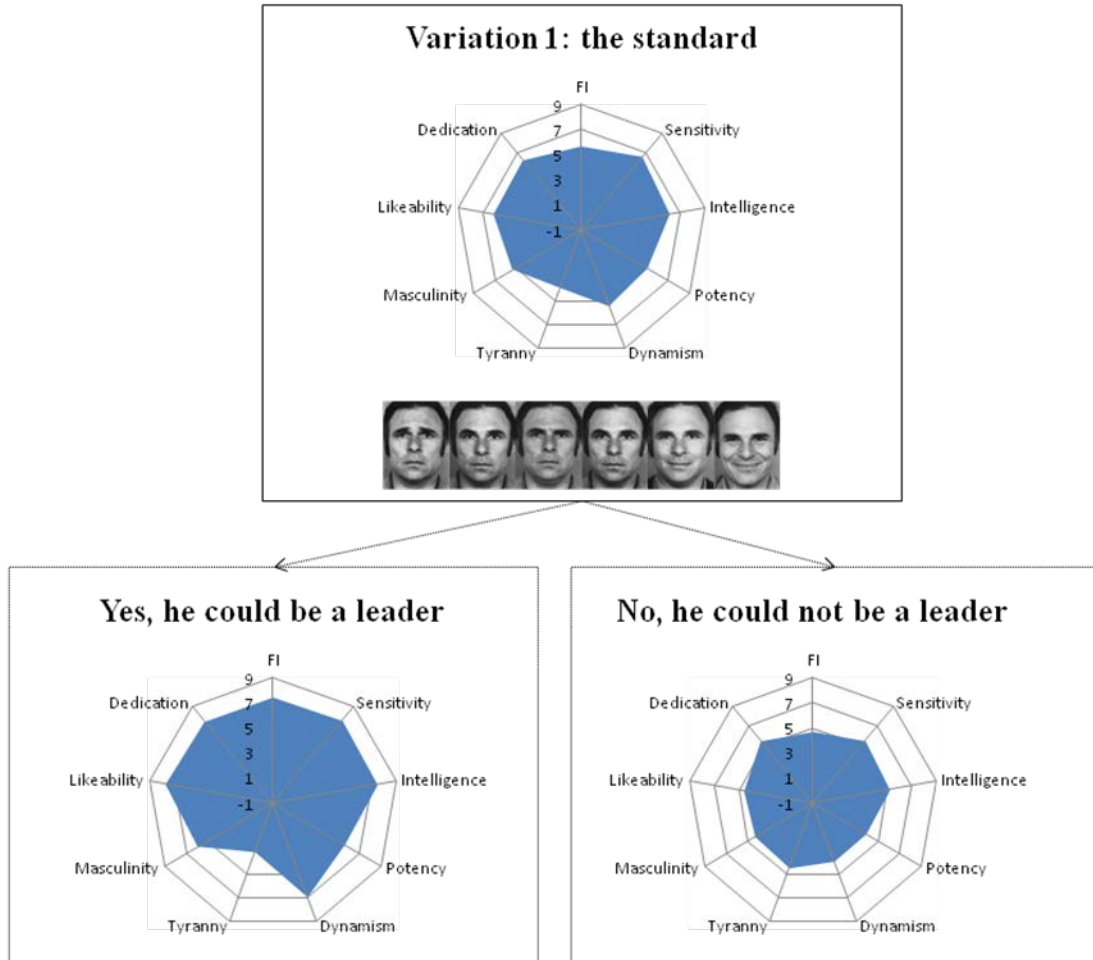 Variation 1: the standard
FI
9
Dedication
Sensitivity
7
5
3
Likeability
Intelligence
1
-1
Masculinity
Potency
Tyranny
Dynamism
Yes, he could be a leader
FI
9
Dedication
Sensitivity
7
5
3
Likeability
Intelligence
1
-1
Masculinity
Potency
Tyranny
Dynamism
No, he could not be a leader
FI
9
Dedication
Sensitivity
7
5
3
Likeability
Intelligence
1
-1
Masculinity
Potency
Tyranny
Dynamism